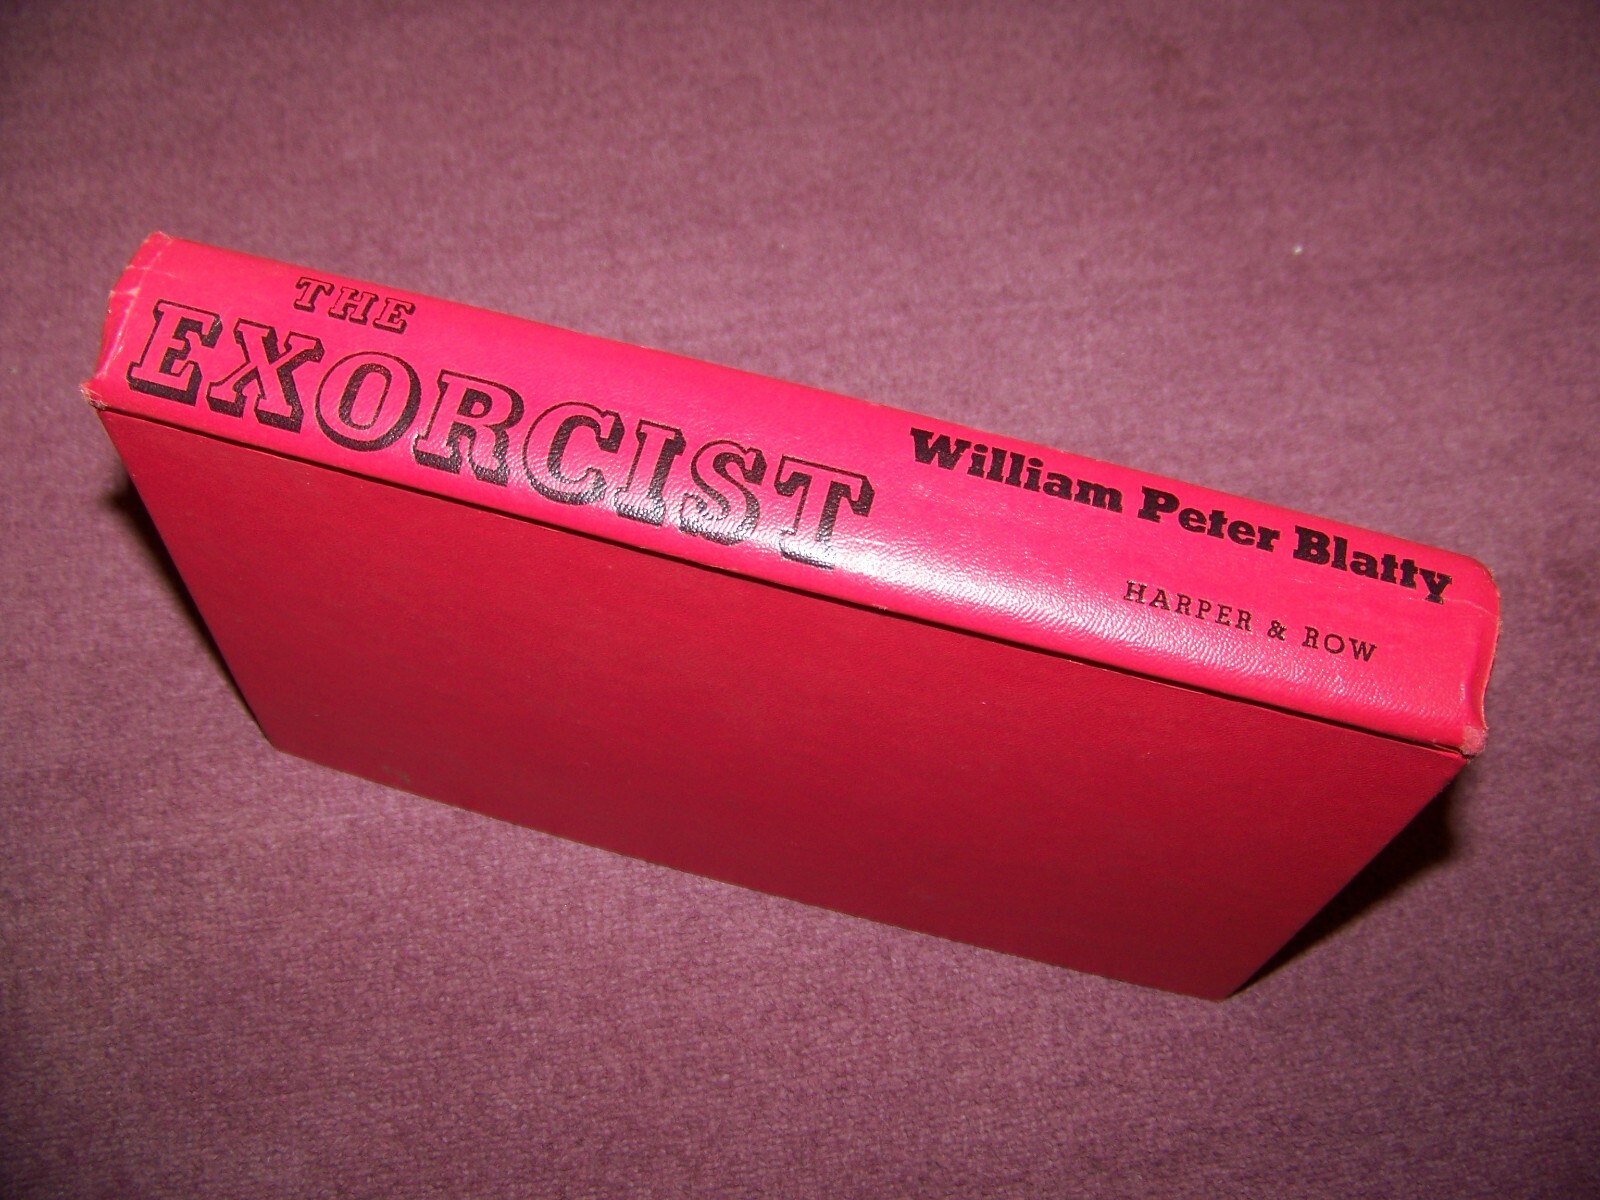 THE
EXORCIST
William Peter Blatty
HARPER & ROW